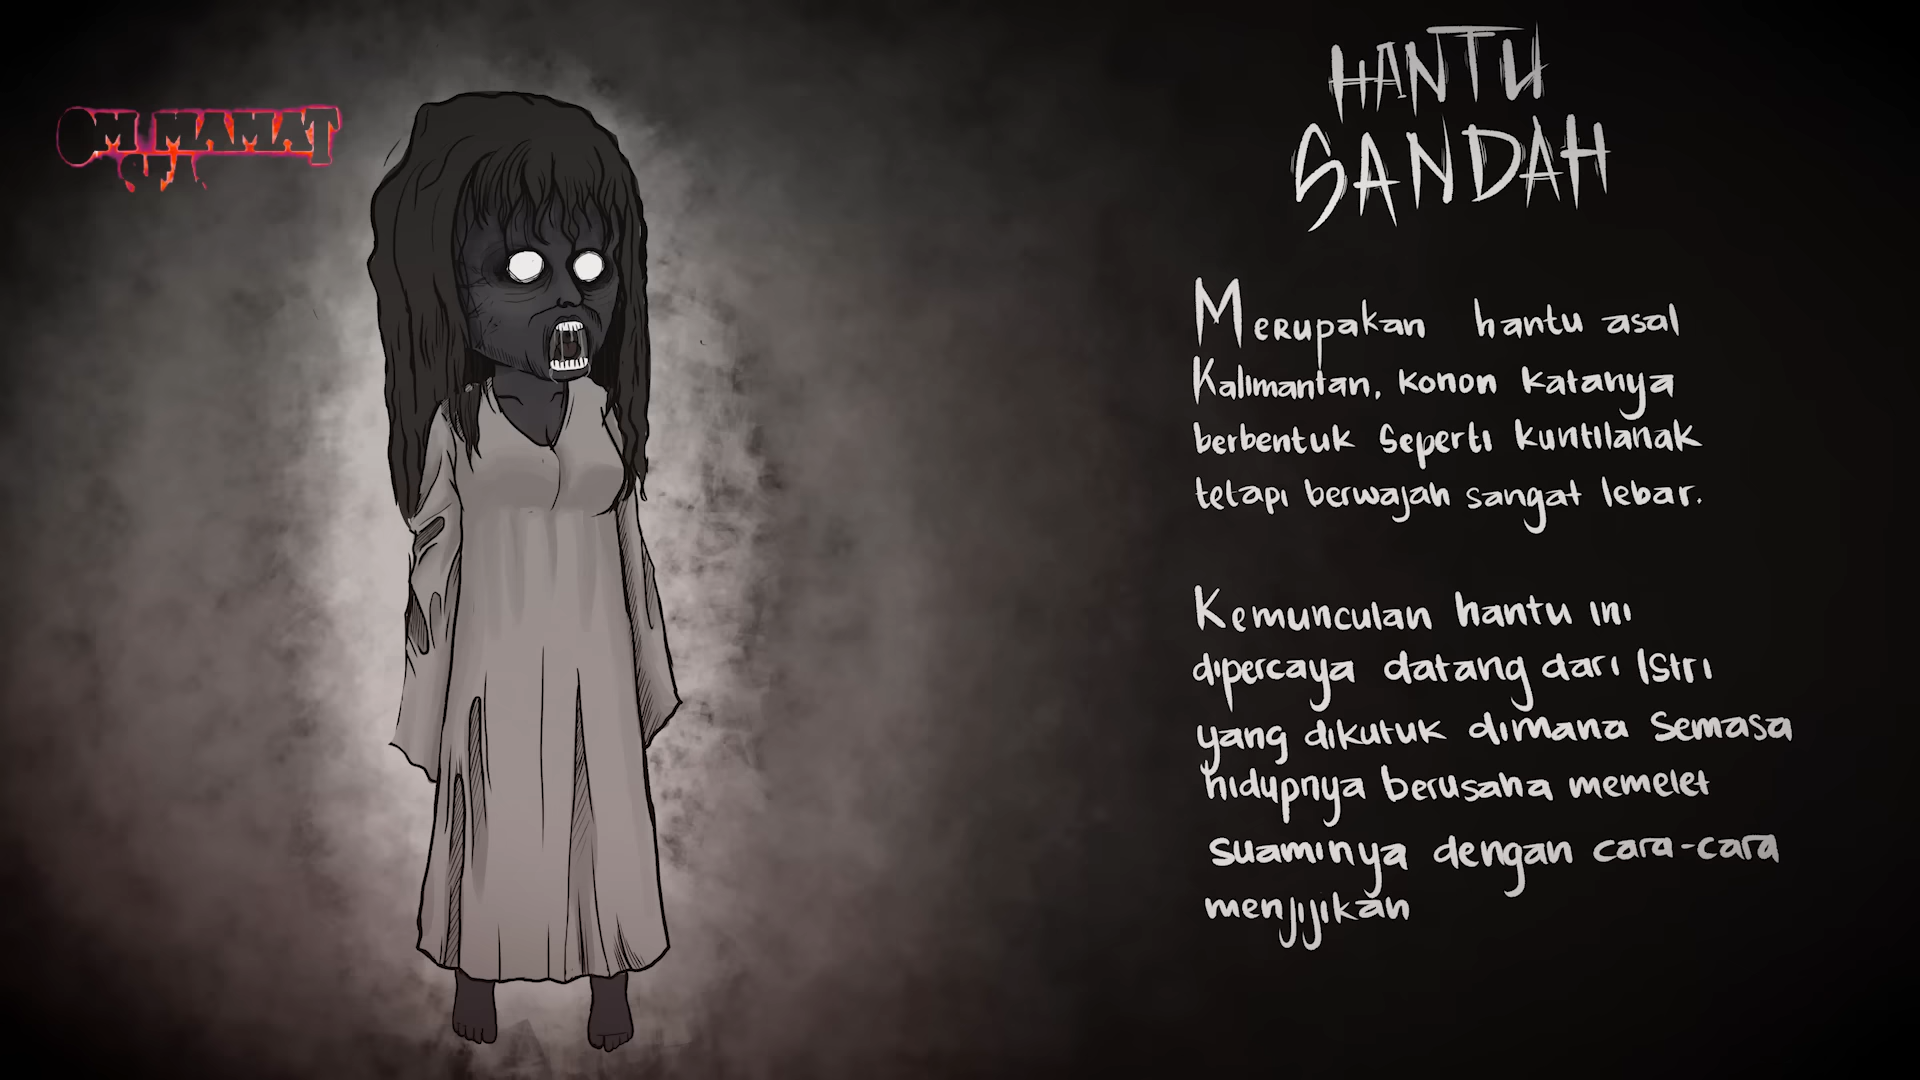 OM MAMAT
HANTU
SANDAH
Merupakan hantu asal
Kalimantan, konon katanya
berbentuk seperti kuntilanak
tetapi berwajah sangat lebar.
Kemunculan hantu ini
dipercaya datang dari Istri
yang dikutuk dimana semasa
hidupnya berusaha memelet
suaminya dengan cara-cara
menjijikan